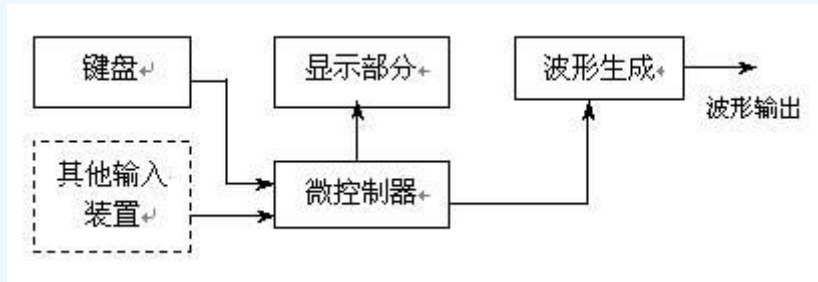 键盘
显示部分
波形生成
波形输出
其他输入
装置
微控制器